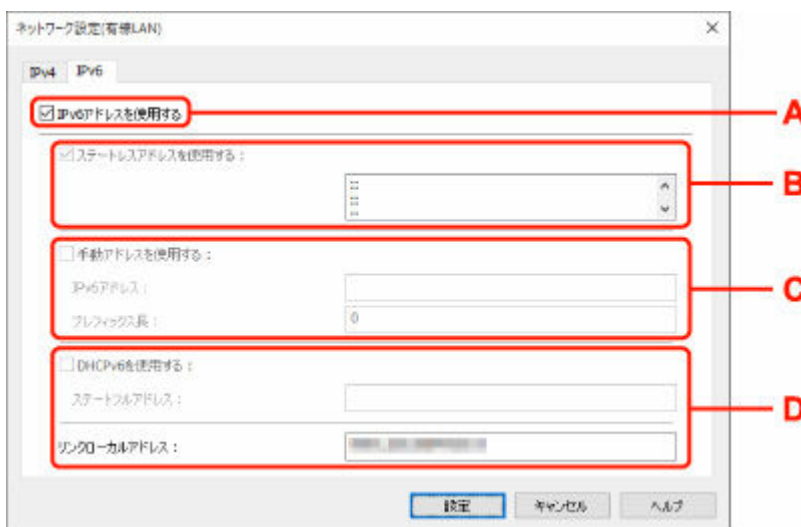 ネットワーク設定(有線LAN)
IPv4 IPv6
IPv6アドレスを使用する
A
ステートレスアドレスを使用する：
::
::
::
B
手動アドレスを使用する：
IPv6アドレス：
プレフィックス長： 0
C
DHCPv6を使用する：
ステートフルアドレス：
D
リンクローカルアドレス：
設定 キャンセル ヘルプ